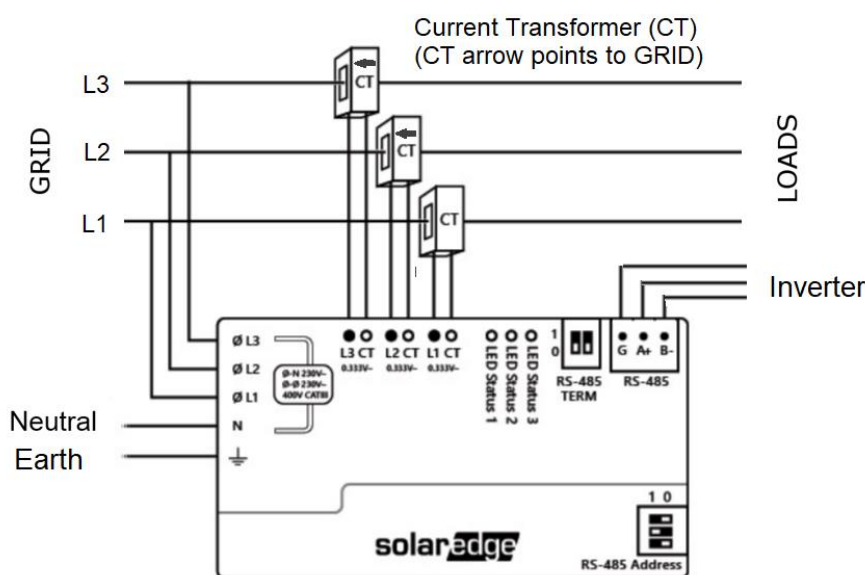 Current Transformer (CT)
(CT arrow points to GRID)
L3
CT
GRID
L2
CT
LOADS
L1
CT
Inverter
Ø L3
Ø L2
Ø L1
N
Ø-N 230V~
Ø-Ø 230V~
400V CATIII
L3 CT
0.333V~
L2 CT
0.333V~
L1 CT
0.333V~
LED Status 1
LED Status 2
LED Status 3
1
0
RS-485
TERM
G A+ B-
RS-485
Neutral
Earth
1 0
solaredge
RS-485 Address